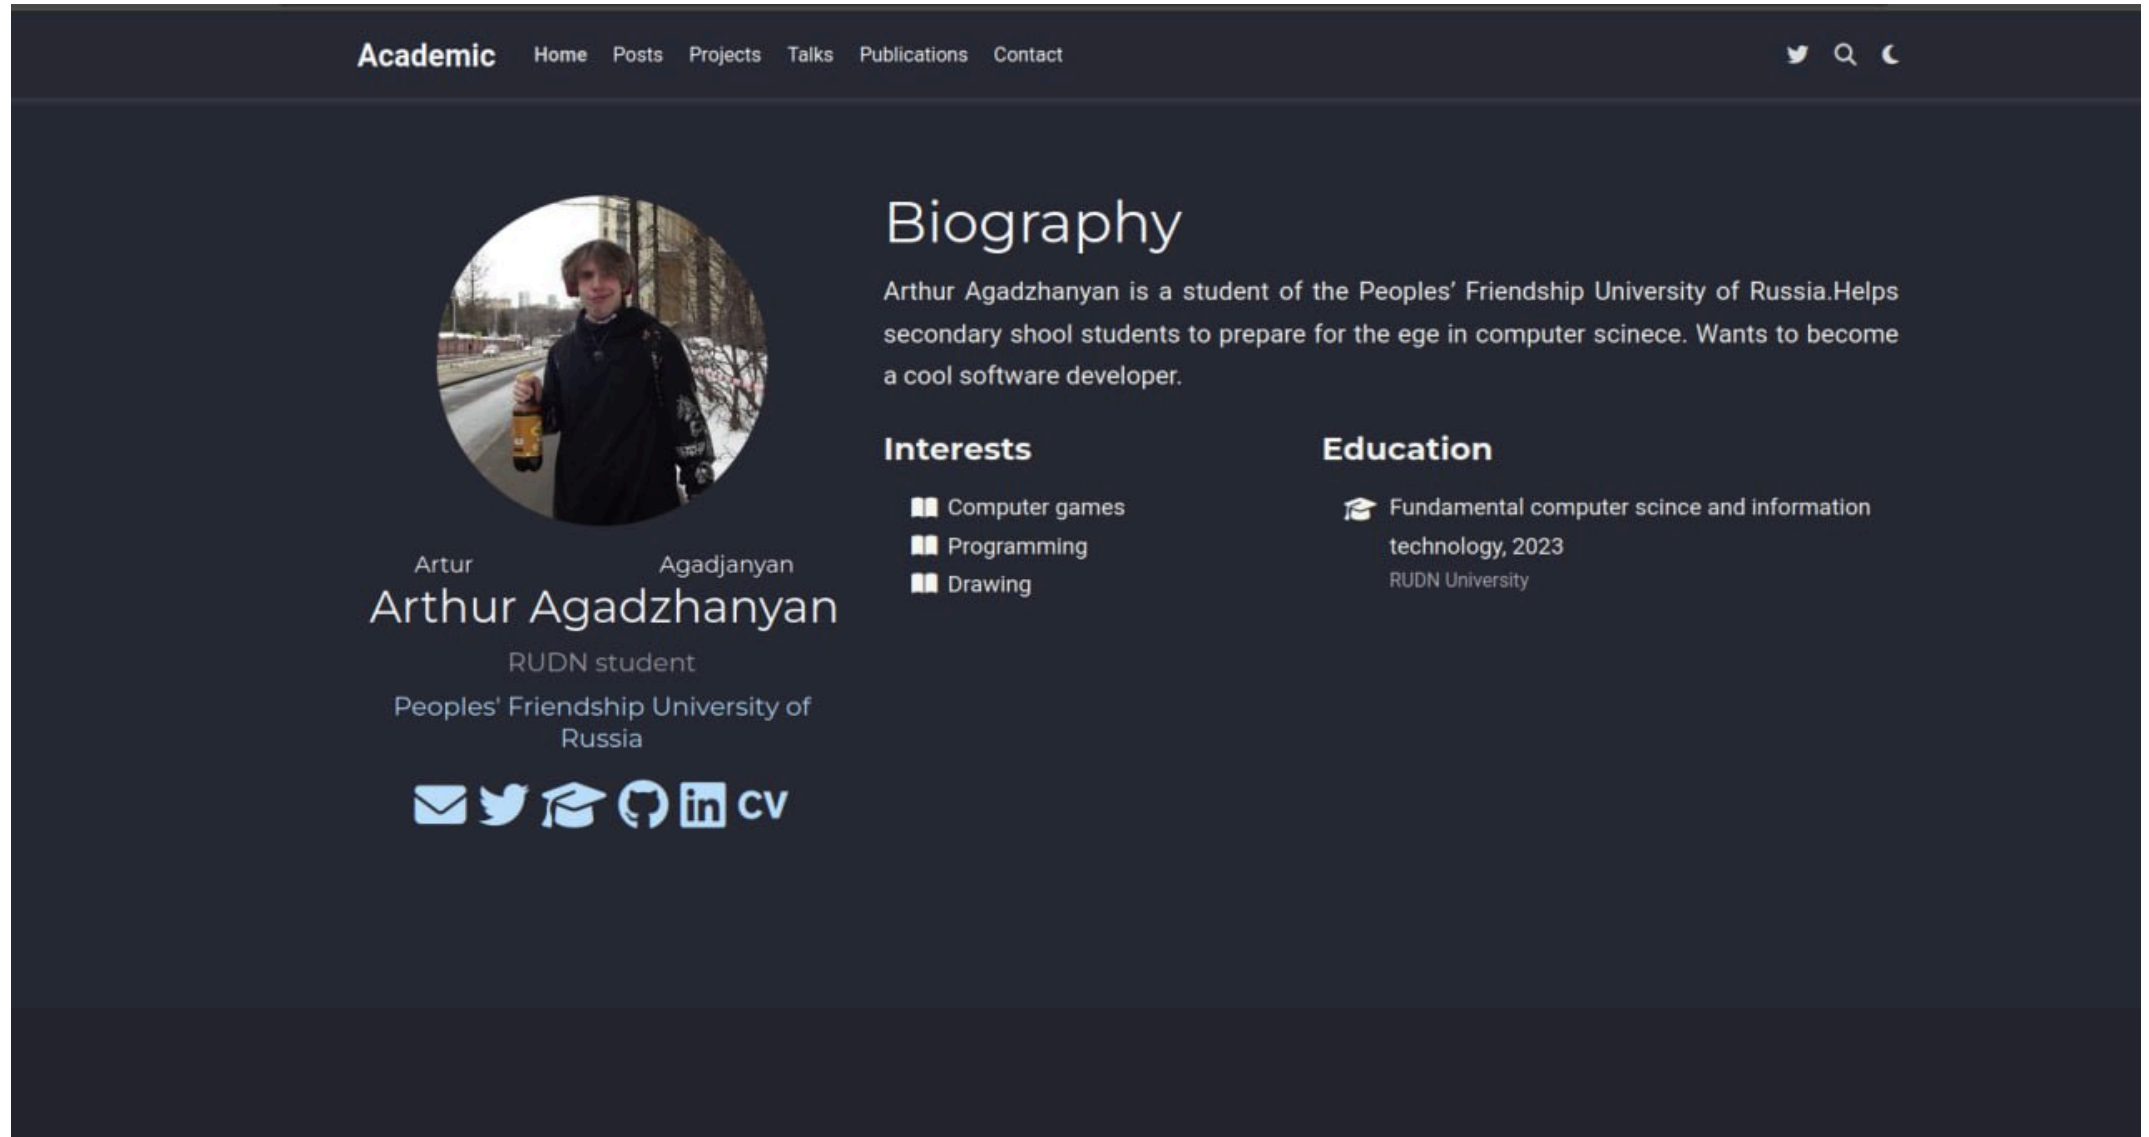 Academic Home Posts Projects Talks Publications Contact
Artur Agadjanyan
Arthur Agadzhanyan
RUDN student
Peoples' Friendship University of
Russia
CV
Biography
Arthur Agadzhanyan is a student of the Peoples’ Friendship University of Russia.Helps
secondary shool students to prepare for the ege in computer scinece. Wants to become
a cool software developer.
Interests
Computer games
Programming
Drawing
Education
Fundamental computer scince and information
technology, 2023
RUDN University